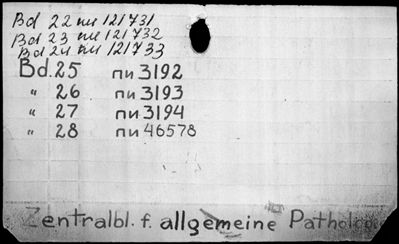 Bd 22 пи 121731
Bd 23 пи 121732
Bd 24 пи 121733
Bd. 25 пи 3192
" 26 пи 3193
" 27 пи 3194
" 28 пи 46578
Zentralbl. f. allgemeine Patholog